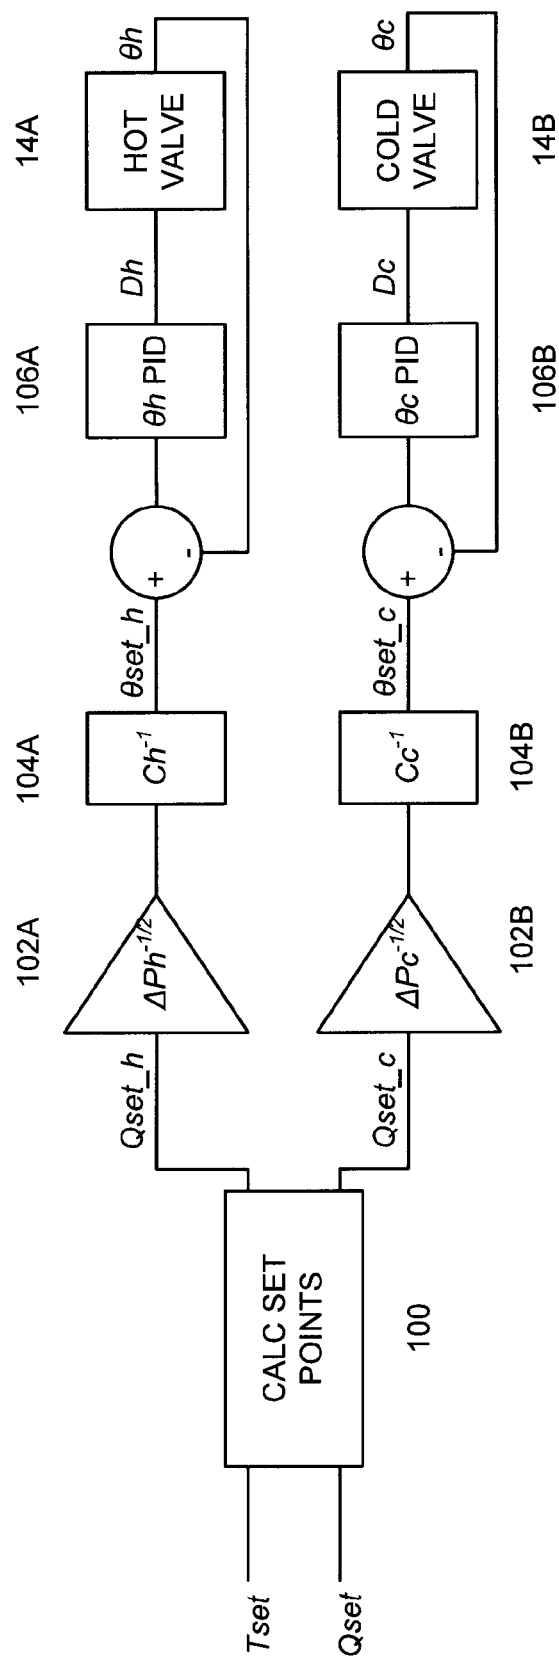 Tset
Qset
CALC SET
POINTS
100
Qset_h
ΔPh^-1/2
102A
Ch^-1
104A
θset_h
+
-
θh PID
106A
Dh
HOT
VALVE
14A
θh
Qset_c
ΔPc^-1/2
102B
Cc^-1
104B
θset_c
+
-
θc PID
106B
Dc
COLD
VALVE
14B
θc